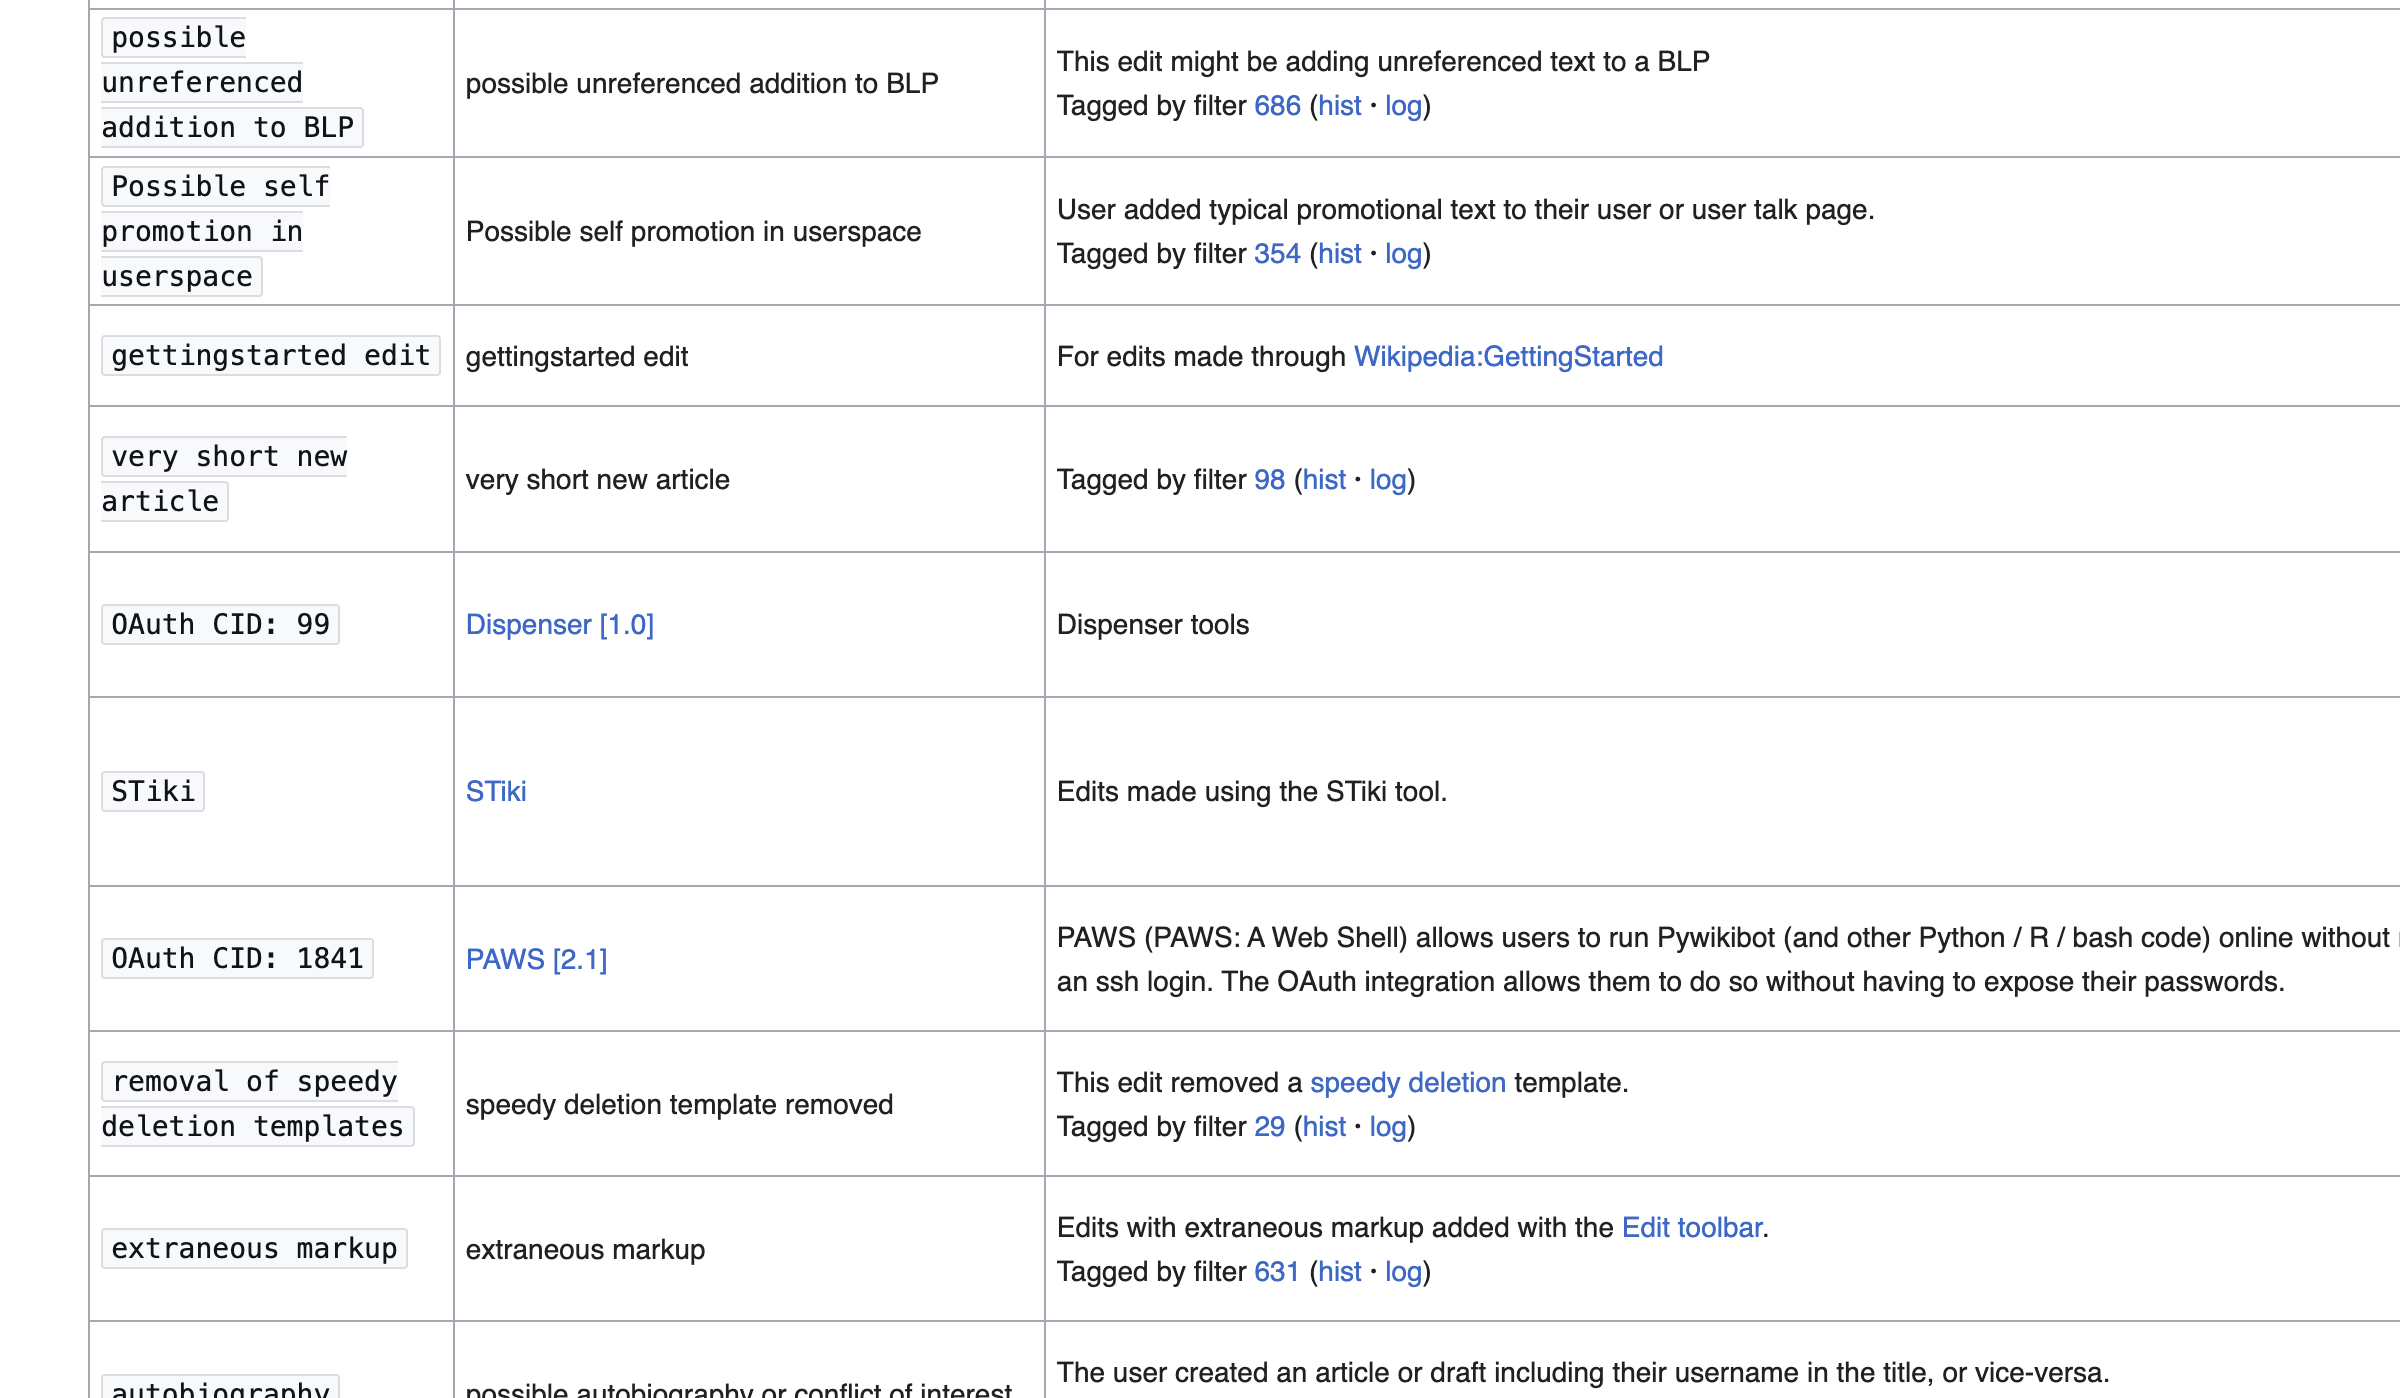 possible
unreferenced
addition to BLP
possible unreferenced addition to BLP
This edit might be adding unreferenced text to a BLP
Tagged by filter 686 (hist · log)
Possible self
promotion in
userspace
Possible self promotion in userspace
User added typical promotional text to their user or user talk page.
Tagged by filter 354 (hist · log)
gettingstarted edit
gettingstarted edit
For edits made through Wikipedia:GettingStarted
very short new
article
very short new article
Tagged by filter 98 (hist · log)
OAuth CID: 99
Dispenser [1.0]
Dispenser tools
STiki
STiki
Edits made using the STiki tool.
OAuth CID: 1841
PAWS [2.1]
PAWS (PAWS: A Web Shell) allows users to run Pywikibot (and other Python / R / bash code) online without
an ssh login. The OAuth integration allows them to do so without having to expose their passwords.
removal of speedy
deletion templates
speedy deletion template removed
This edit removed a speedy deletion template.
Tagged by filter 29 (hist · log)
extraneous markup
extraneous markup
Edits with extraneous markup added with the Edit toolbar.
Tagged by filter 631 (hist · log)
autobiography
possible autobiography or conflict of interest
The user created an article or draft including their username in the title, or vice-versa.